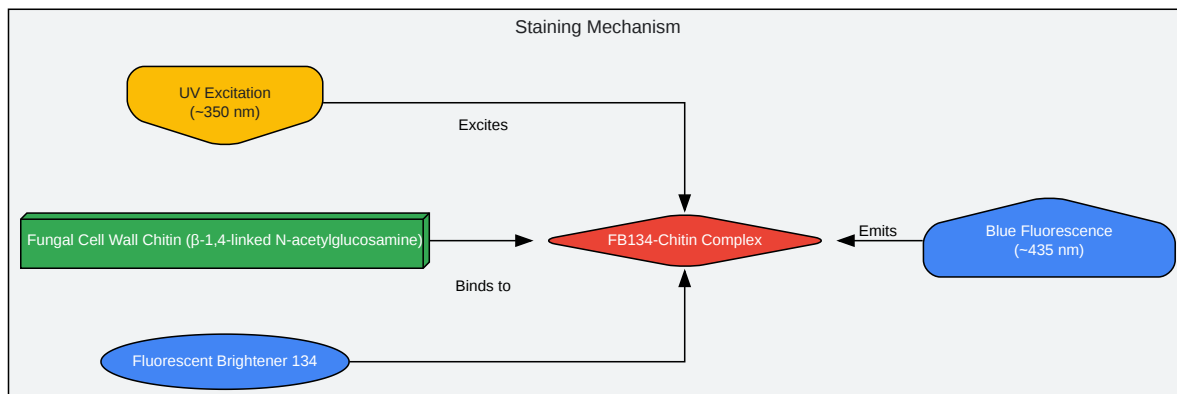 Staining Mechanism
UV Excitation
(~350 nm)
Excites
Fungal Cell Wall Chitin (β-1,4-linked N-acetylglucosamine)
FB134-Chitin Complex
Emits
Blue Fluorescence
(~435 nm)
Binds to
Fluorescent Brightener 134